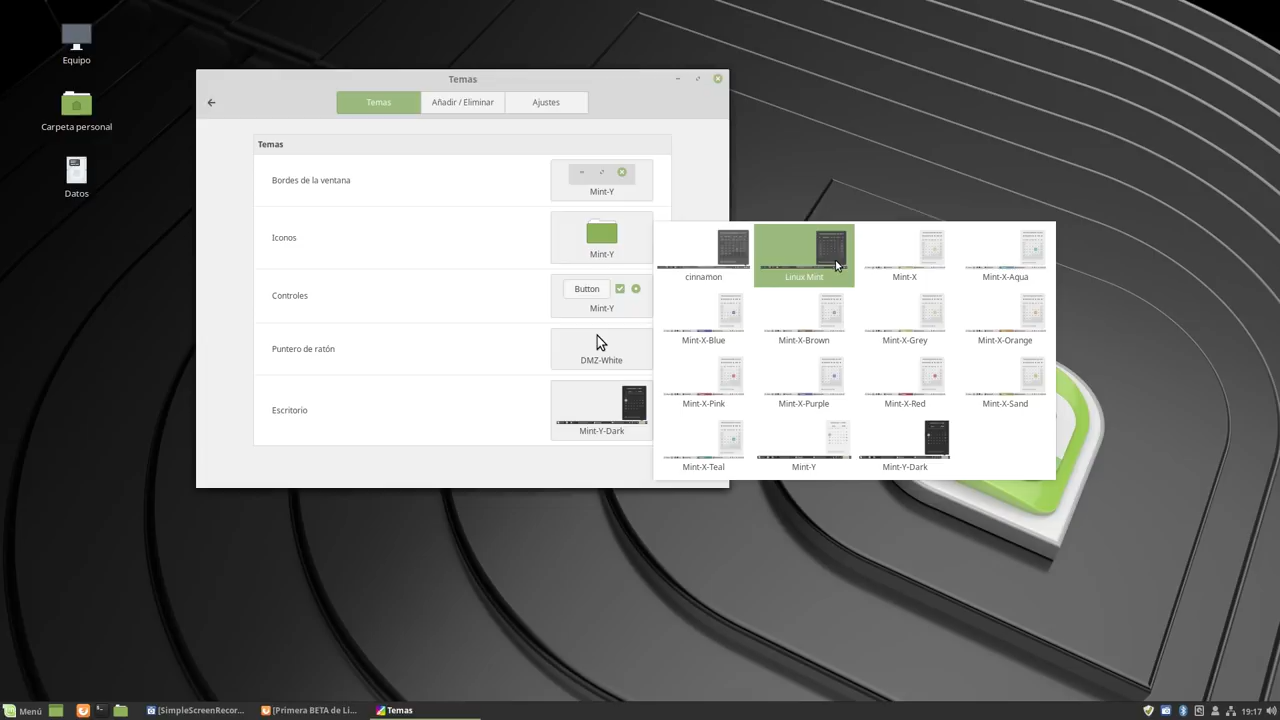 Equipo
Carpeta personal
Datos
Temas
Temas
Añadir / Eliminar
Ajustes
Temas
Bordes de la ventana
Mint-Y
Iconos
Mint-Y
Controles
Button
Mint-Y
Puntero de ratón
DMZ-White
Escritorio
Mint-Y-Dark
cinnamon
Linux Mint
Mint-X
Mint-X-Aqua
Mint-X-Blue
Mint-X-Brown
Mint-X-Grey
Mint-X-Orange
Mint-X-Pink
Mint-X-Purple
Mint-X-Red
Mint-X-Sand
Mint-X-Teal
Mint-Y
Mint-Y-Dark
Menú
[SimpleScreenRecor...
[Primera BETA de Li...
Temas
19:17